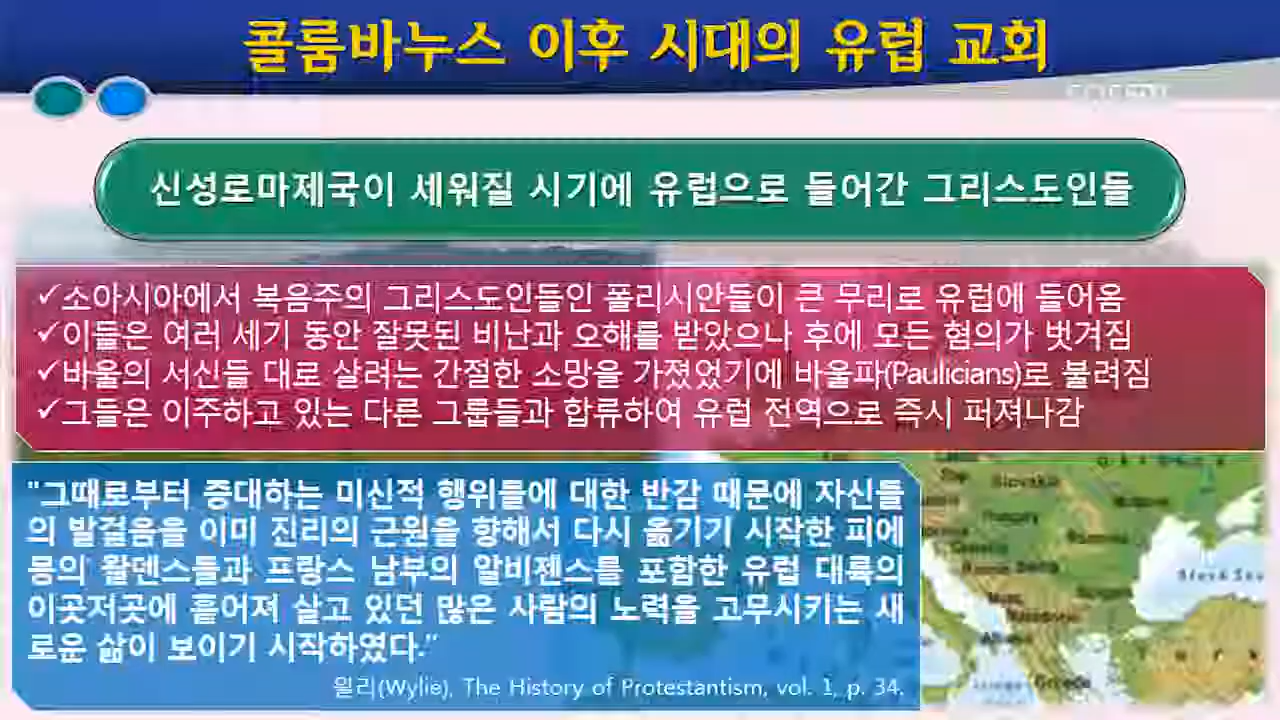 콜룸바누스 이후 시대의 유럽 교회
신성로마제국이 세워질 시기에 유럽으로 들어간 그리스도인들
✓소아시아에서 복음주의 그리스도인들인 폴리시안들이 큰 무리로 유럽에 들어옴
✓이들은 여러 세기 동안 잘못된 비난과 오해를 받았으나 후에 모든 혐의가 벗겨짐
✓바울의 서신들 대로 살려는 간절한 소망을 가졌었기에 바울파(Paulicians)로 불려짐
✓그들은 이주하고 있는 다른 그룹들과 합류하여 유럽 전역으로 즉시 퍼져나감
"그때로부터 증대하는 미신적 행위들에 대한 반감 때문에 자신들
의 발걸음을 이미 진리의 근원을 향해서 다시 옮기기 시작한 피에
몽의 왈덴스들과 프랑스 남부의 알비젠스를 포함한 유럽 대륙의
이곳저곳에 흩어져 살고 있던 많은 사람의 노력을 고무시키는 새
로운 삶이 보이기 시작하였다."
윌리(Wylie), The History of Protestantism, vol. 1, p. 34.
Slovakia
Black Sea
Greece